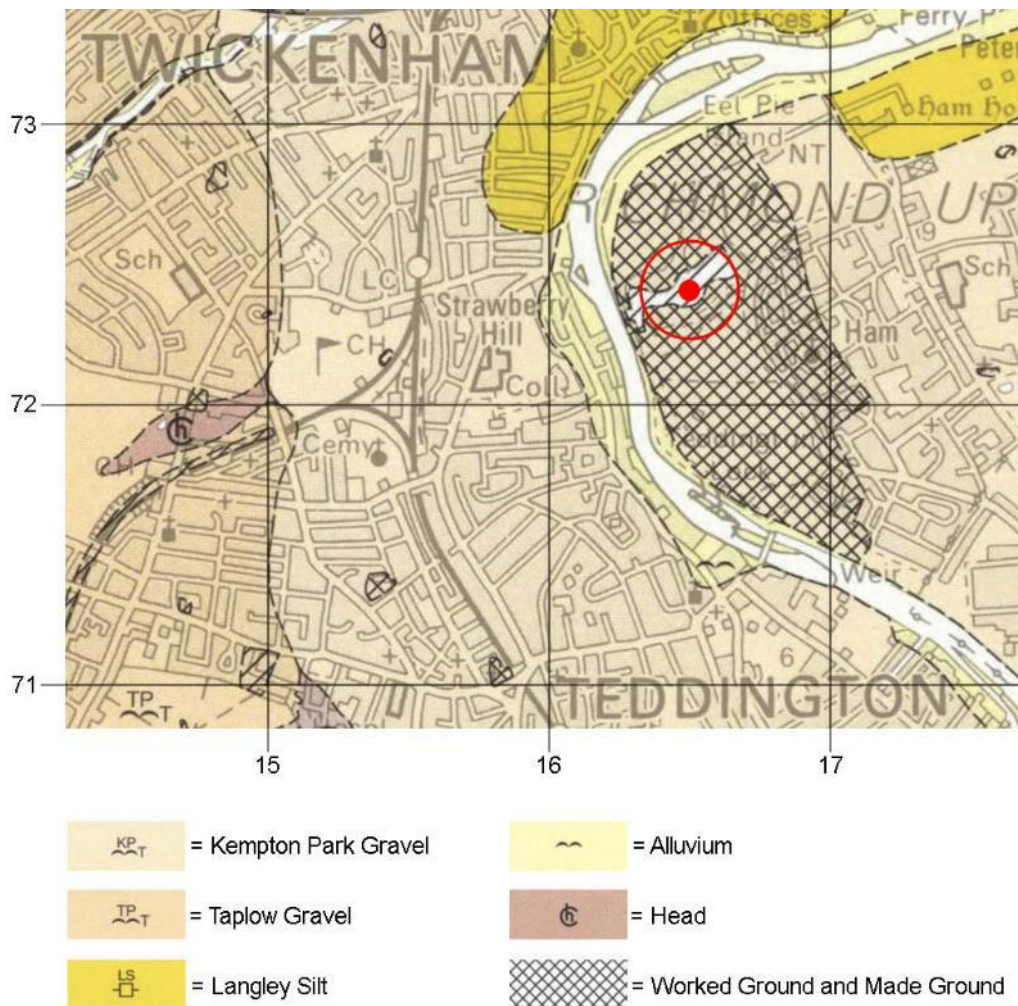 Offices
Ferry
TWICKENHAM
Peter
Ham Ho
73
Eel Pie
and
NT
RICHMOND UP
Sch
LC
9
Sch
Strawberry
Hill
CH
Ham
Coll
72
Cemy
Weir
6
71
TP
T
TEDDINGTON
15
16
17
KP
T
= Kempton Park Gravel
= Alluvium
TP
T
= Taplow Gravel
h
= Head
LS
= Langley Silt
= Worked Ground and Made Ground